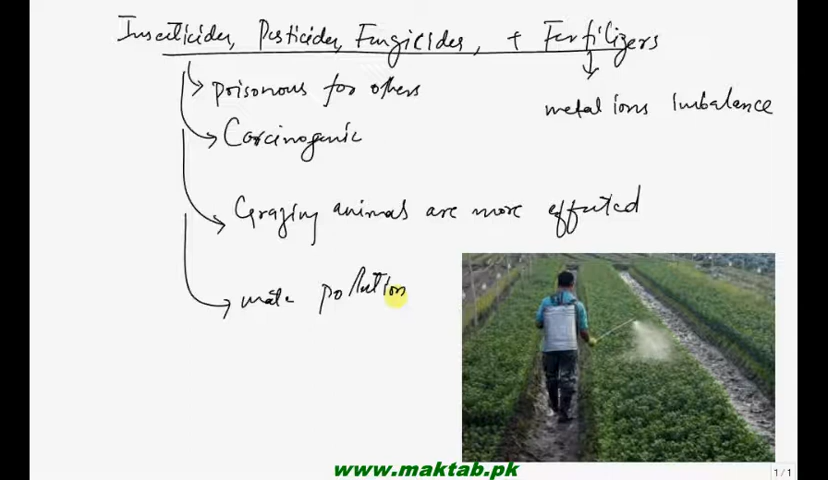 Insecticides, Pesticides, Fungicides, + Fertilizers
poisonous for others
metal ions imbalance
Carcinogenic
Grazing animals are more effected
pollution
www.maktab.pk
1/1